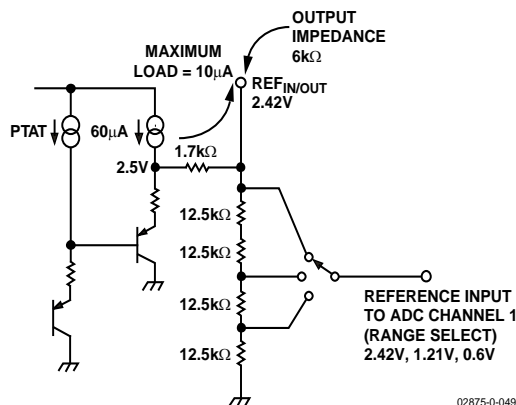 OUTPUT
IMPEDANCE
6kΩ
MAXIMUM
LOAD = 10μA
REFIN/OUT
2.42V
PTAT
60μA
1.7kΩ
2.5V
12.5kΩ
12.5kΩ
12.5kΩ
12.5kΩ
REFERENCE INPUT
TO ADC CHANNEL 1
(RANGE SELECT)
2.42V, 1.21V, 0.6V
02875-0-049